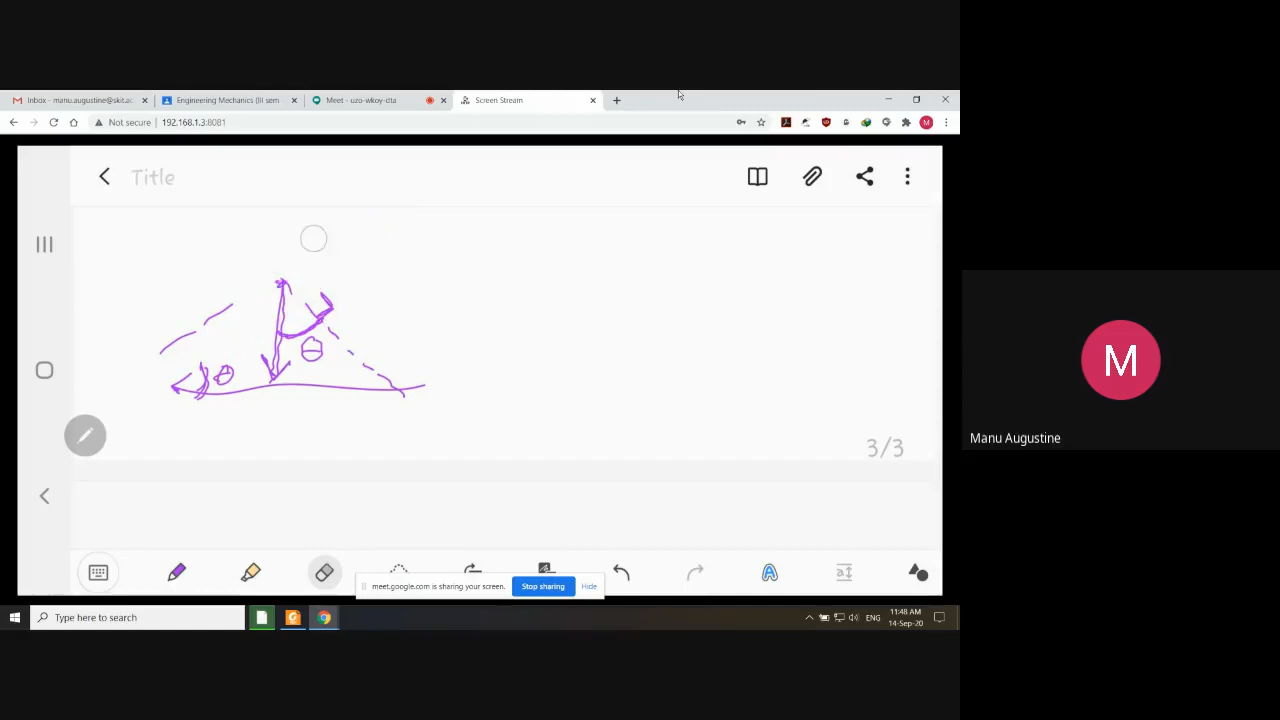 Inbox - manu.augustine@skit.ac
Engineering Mechanics (III sem
Meet - uzo-wkoy-dta
Screen Stream
Not secure | 192.168.1.3:8081
Title
θ
θ
3/3
M
Manu Augustine
meet.google.com is sharing your screen.
Stop sharing
Hide
Type here to search
ENG
11:48 AM
14-Sep-20